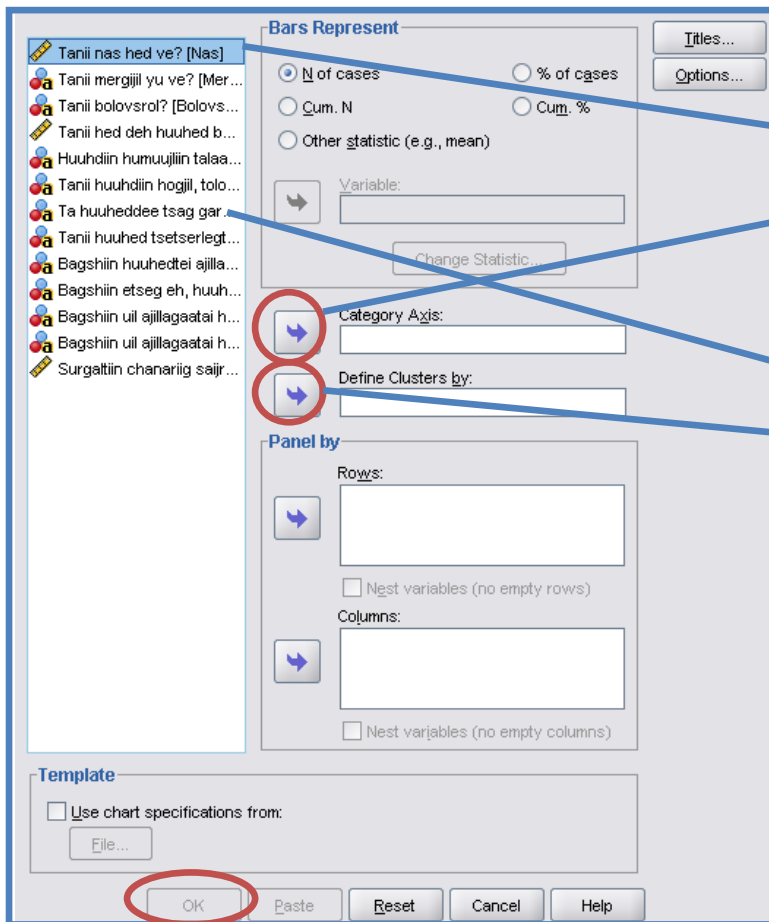 Tanii nas hed ve? [Nas]
Tanii mergijil yu ve? [Mer...
Tanii bolovsrol? [Bolovs...
Tanii hed deh huuhed b...
Huuhdiin humuujliin talaa...
Tanii huuhdiin hogjil, tolo...
Ta huuheddee tsag gar...
Tanii huuhed tsetserlegt...
Bagshiin huuhedtei ajilla...
Bagshiin etseg eh, huuh...
Bagshiin uil ajillagaatai h...
Bagshiin uil ajillagaatai h...
Surgaltiin chanariig saijr...
Bars Represent
N of cases
% of cases
Cum. N
Cum. %
Other statistic (e.g., mean)
Variable:
Change Statistic...
Category Axis:
Define Clusters by:
Panel by
Rows:
Nest variables (no empty rows)
Columns:
Nest variables (no empty columns)
Titles...
Options...
Template
Use chart specifications from:
File...
OK
Paste
Reset
Cancel
Help